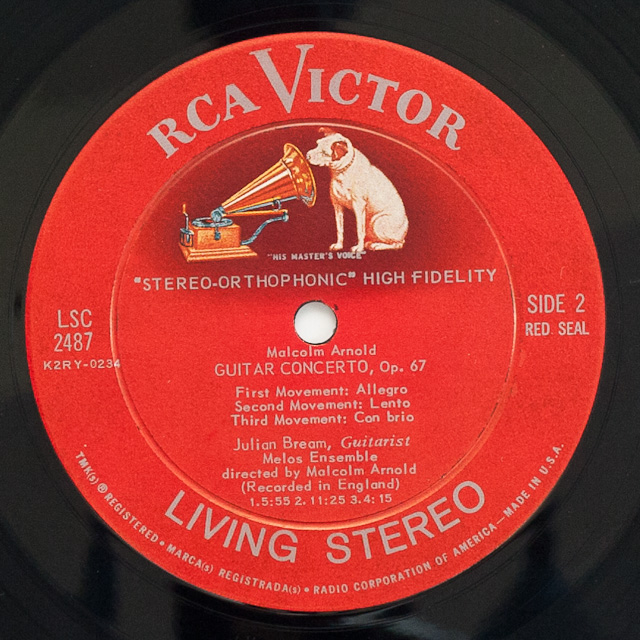 RCA VICTOR
"HIS MASTER'S VOICE"
"STEREO-ORTHOPHONIC" HIGH FIDELITY
LSC
2487
K2RY-0234
SIDE 2
RED SEAL
Malcolm Arnold
GUITAR CONCERTO, Op. 67
First Movement: Allegro
Second Movement: Lento
Third Movement: Con brio
Julian Bream, Guitarist
Melos Ensemble
directed by Malcolm Arnold
(Recorded in England)
1.5:55 2.11:25 3.4:15
LIVING STEREO
TMK(s) ® REGISTERED • MARCA(s) REGISTRADA(s) • RADIO CORPORATION OF AMERICA—MADE IN U.S.A.